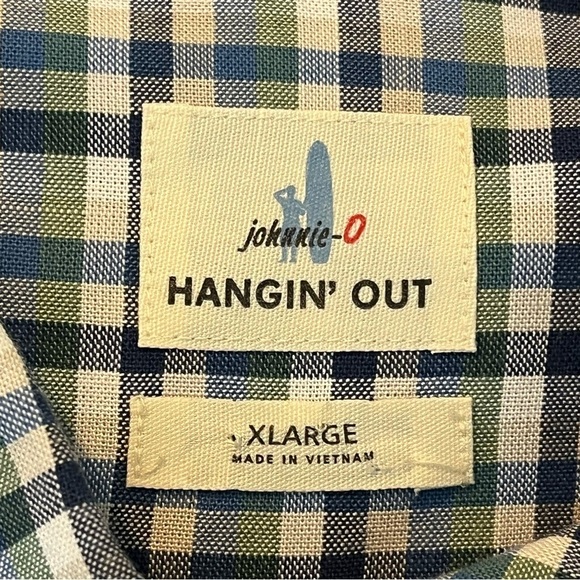 johnnie-O
HANGIN' OUT
XLARGE
MADE IN VIETNAM